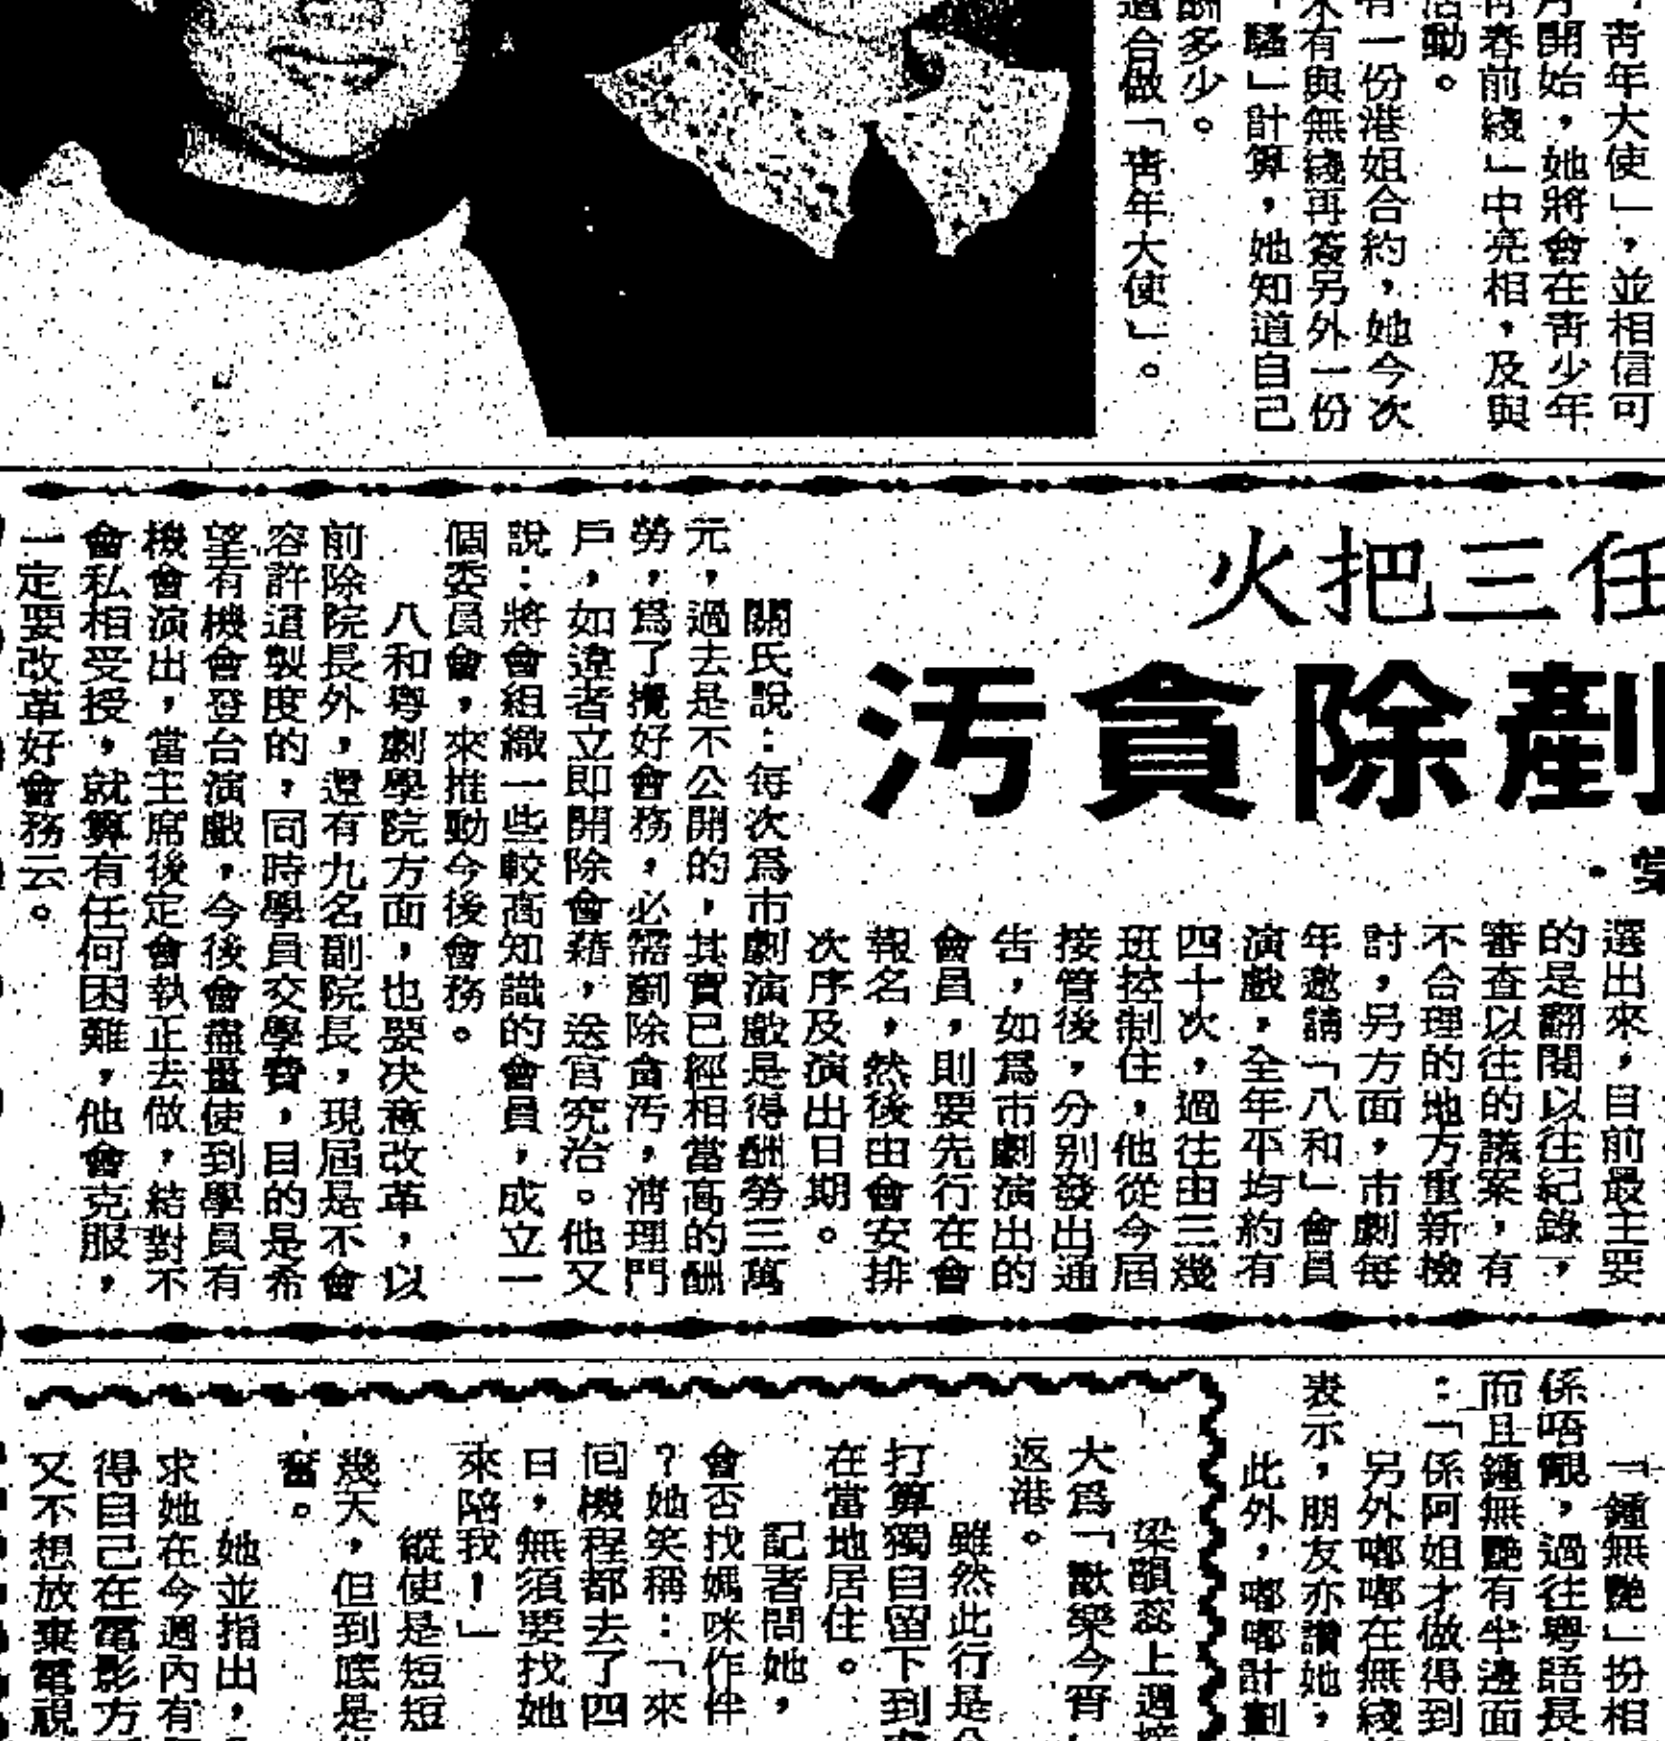 青年大使」，並相信可
開始，她將會在青少年
青春前綫」中亮相，及與
活動。
有一份港姐合約，她今次
有與無綫再簽另外一份
「騷」計算，她知道自己
酬多少。
適合做「青年大使」。
火把三任
汚貪除剷
選出來，目前最主要
的是翻閱以往紀錄，
審查以往的議案，有
不合理的地方重新檢
討，另方面，市劇每
年邀請「八和」會員
演戲，全年平均約有
四十次，過往由三幾
班控制住，他從今屆
接管後，分别發出通
告，如爲市劇演出的
會員，則要先行在會
報名，然後由會安排
次序及演出日期。
關氏說：每次爲市劇演戲是得酬勞三萬
元，過去是不公開的，其實已經相當高的酬
勞，爲了攪好會務，必需剷除貪汚，淸理門
戶，如違者立即開除會藉，送官究治。他又
說：將會組織一些較高知識的會員，成立一
個委員會，來推動今後會務。
八和粵劇學院方面，也要決意改革，以
前除院長外，還有九名副院長，現屆是不會
容許這製度的，同時學員交學費，目的是希
望有機會登台演戲，今後會盡量使到學員有
機會演出，當主席後定會執正去做，結對不
會私相受授，就算有任何困難，他會克服，
一定要改革好會務云。
「鍾無艷」扮相
係唔靚，過往粵語長
而且鍾無艷有半邊面
：「係阿姐才做得到
另外嘟嘟在無綫
表示，朋友亦讚她，
此外，嘟嘟計劃
梁韻蕊上週接
大爲「歡樂今宵
返港。
雖然此行是公
打算獨自留下到
在當地居住。
記者問她，
會否找媽咪作伴
？她笑稱：「來
回機程都去了四
日，無須要找她
來陪我！」
縱使是短短
幾天，但到底是
奮。
她並指出，
求她在今週內有
得自己在電影方
又不想放棄電視